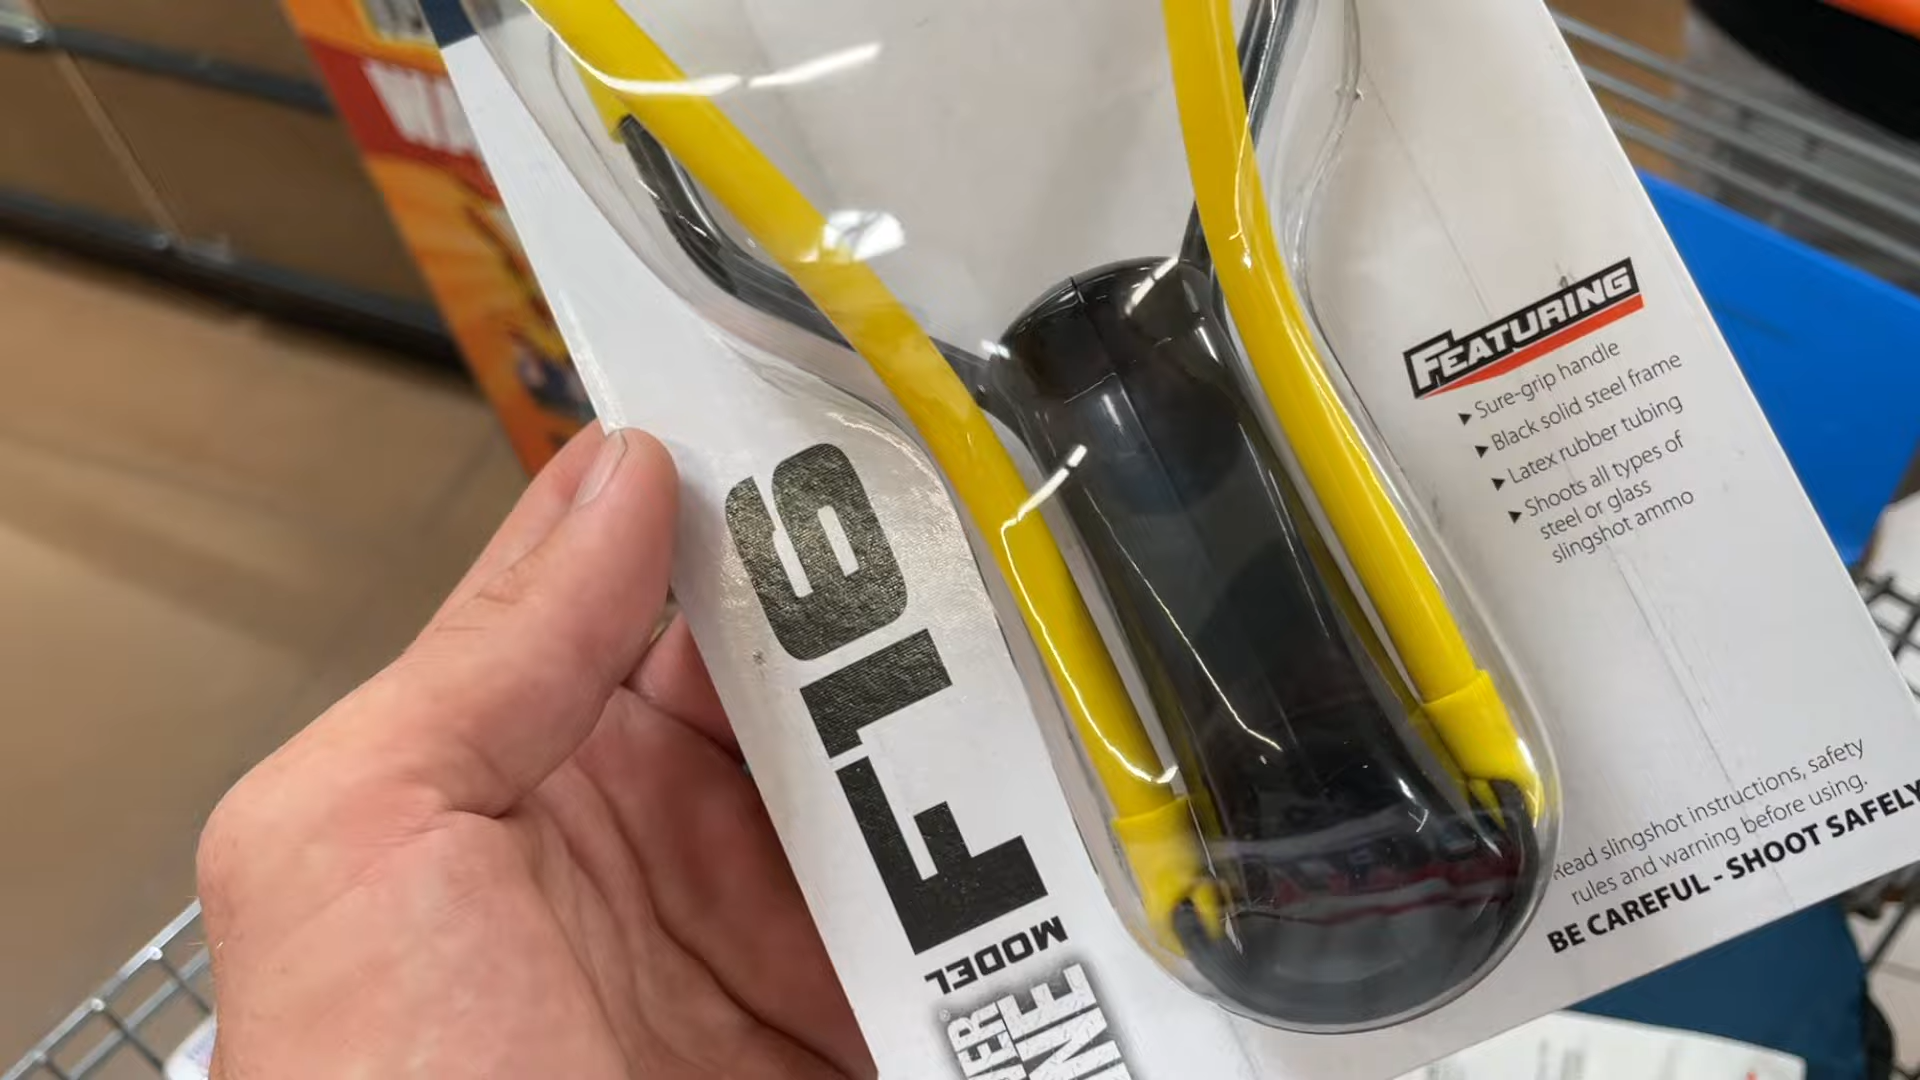 FEATURING
▶ Sure-grip handle
▶ Black solid steel frame
▶ Latex rubber tubing
▶ Shoots all types of
steel or glass
slingshot ammo
F16
MODEL
Read slingshot instructions, safety
rules and warning before using.
BE CAREFUL - SHOOT SAFELY